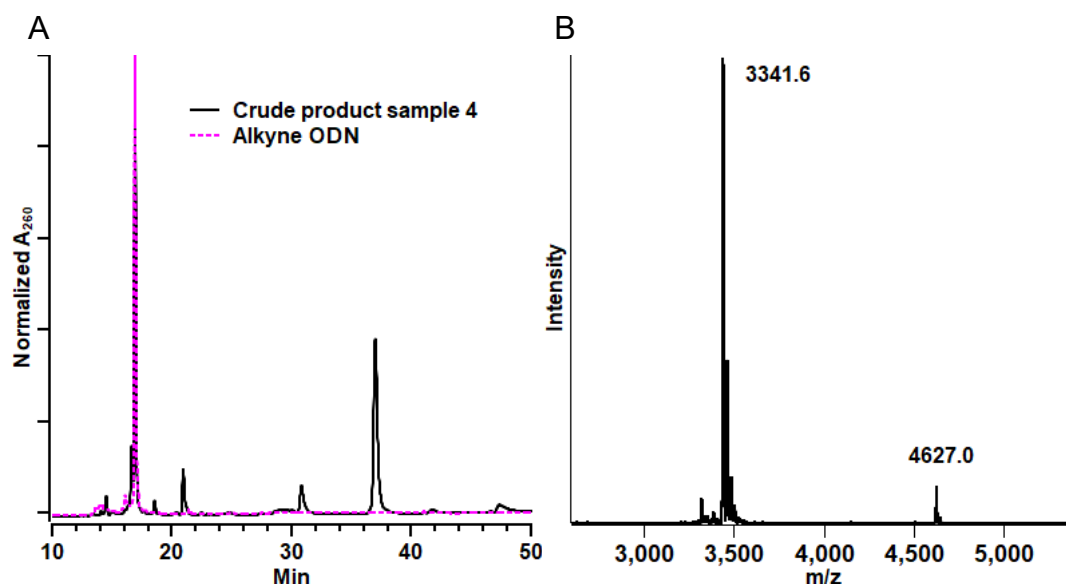 A
Crude product sample 4
Alkyne ODN
Normalized A260
10 20 30 40 50
Min
B
3341.6
4627.0
Intensity
3,000 3,500 4,000 4,500 5,000
m/z